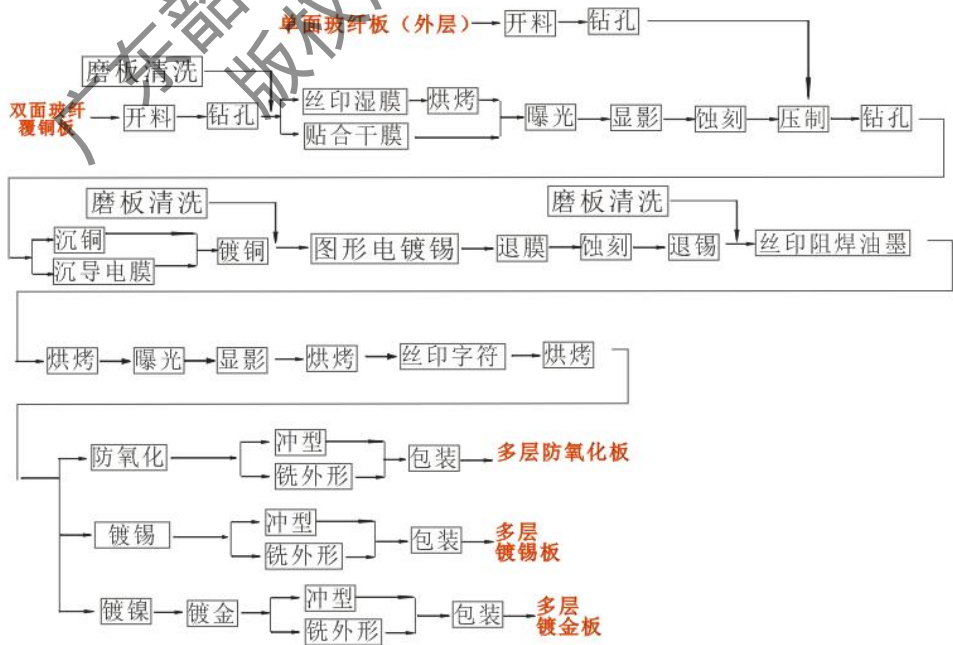 单面玻纤板（外层） 开料 钻孔
磨板清洗
双面玻纤
覆铜板
开料 钻孔 丝印湿膜 烘烤
贴合干膜
曝光 显影 蚀刻 压制 钻孔
磨板清洗 磨板清洗
沉铜
沉导电膜
镀铜 图形电镀锡 退膜 蚀刻 退锡 丝印阻焊油墨
烘烤 曝光 显影 烘烤 丝印字符 烘烤
防氧化 冲型
铣外形
包装 多层防氧化板
镀锡 冲型
铣外形
包装 多层
镀锡板
镀镍 镀金 冲型
铣外形
包装 多层
镀金板
广东韶
版权